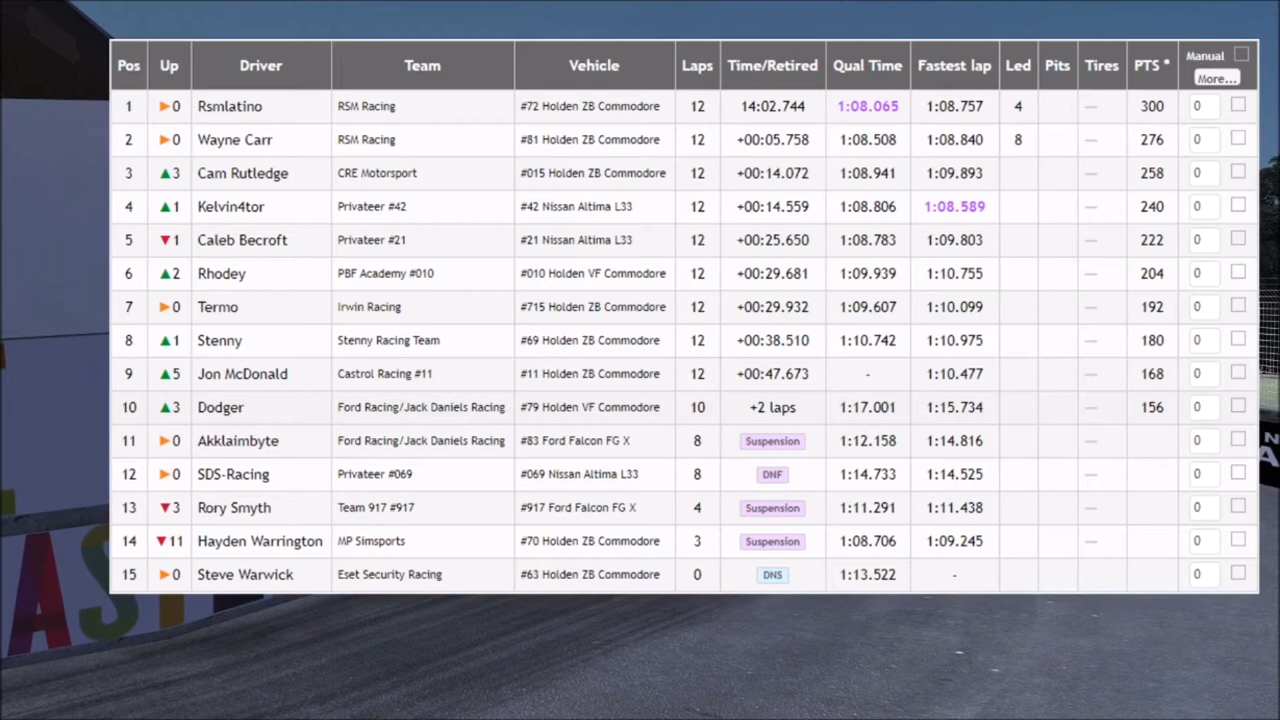 Pos Up Driver Team Vehicle Laps Time/Retired Qual Time Fastest lap Led Pits Tires PTS * Manual More...
1 ▶0 Rsmlatino RSM Racing #72 Holden ZB Commodore 12 14:02.744 1:08.065 1:08.757 4 — 300 0
2 ▶0 Wayne Carr RSM Racing #81 Holden ZB Commodore 12 +00:05.758 1:08.508 1:08.840 8 — 276 0
3 ▲3 Cam Rutledge CRE Motorsport #015 Holden ZB Commodore 12 +00:14.072 1:08.941 1:09.893 — 258 0
4 ▲1 Kelvin4tor Privateer #42 #42 Nissan Altima L33 12 +00:14.559 1:08.806 1:08.589 — 240 0
5 ▼1 Caleb Becroft Privateer #21 #21 Nissan Altima L33 12 +00:25.650 1:08.783 1:09.803 — 222 0
6 ▲2 Rhodey PBF Academy #010 #010 Holden VF Commodore 12 +00:29.681 1:09.939 1:10.755 — 204 0
7 ▶0 Termo Irwin Racing #715 Holden ZB Commodore 12 +00:29.932 1:09.607 1:10.099 — 192 0
8 ▲1 Stenny Stenny Racing Team #69 Holden ZB Commodore 12 +00:38.510 1:10.742 1:10.975 — 180 0
9 ▲5 Jon McDonald Castrol Racing #11 #11 Holden ZB Commodore 12 +00:47.673 - 1:10.477 — 168 0
10 ▲3 Dodger Ford Racing/Jack Daniels Racing #79 Holden VF Commodore 10 +2 laps 1:17.001 1:15.734 — 156 0
11 ▶0 Akklaimbyte Ford Racing/Jack Daniels Racing #83 Ford Falcon FG X 8 Suspension 1:12.158 1:14.816 — 0
12 ▶0 SDS-Racing Privateer #069 #069 Nissan Altima L33 8 DNF 1:14.733 1:14.525 — 0
13 ▼3 Rory Smyth Team 917 #917 #917 Ford Falcon FG X 4 Suspension 1:11.291 1:11.438 — 0
14 ▼11 Hayden Warrington MP Simsports #70 Holden ZB Commodore 3 Suspension 1:08.706 1:09.245 — 0
15 ▶0 Steve Warwick Eset Security Racing #63 Holden ZB Commodore 0 DNS 1:13.522 - — 0
AST